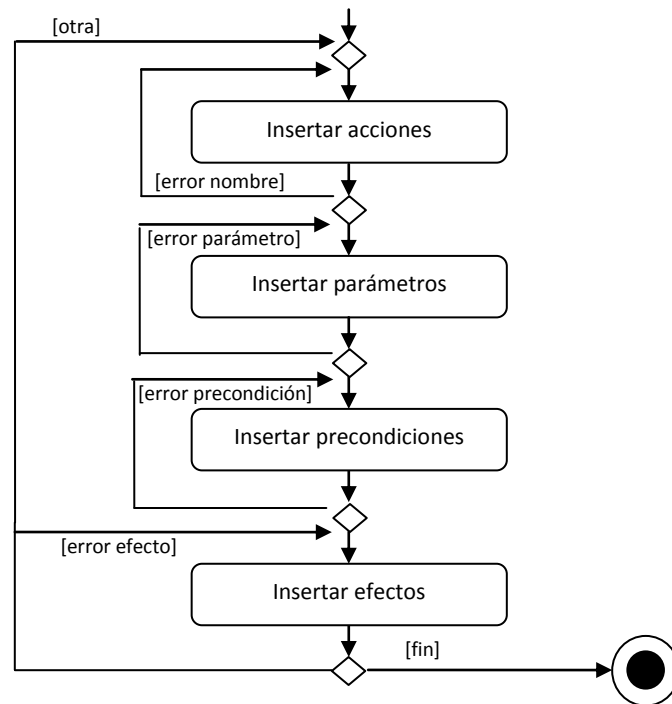 [otra]
Insertar acciones
[error nombre]
[error parámetro]
Insertar parámetros
[error precondición]
Insertar precondiciones
[error efecto]
Insertar efectos
[fin]